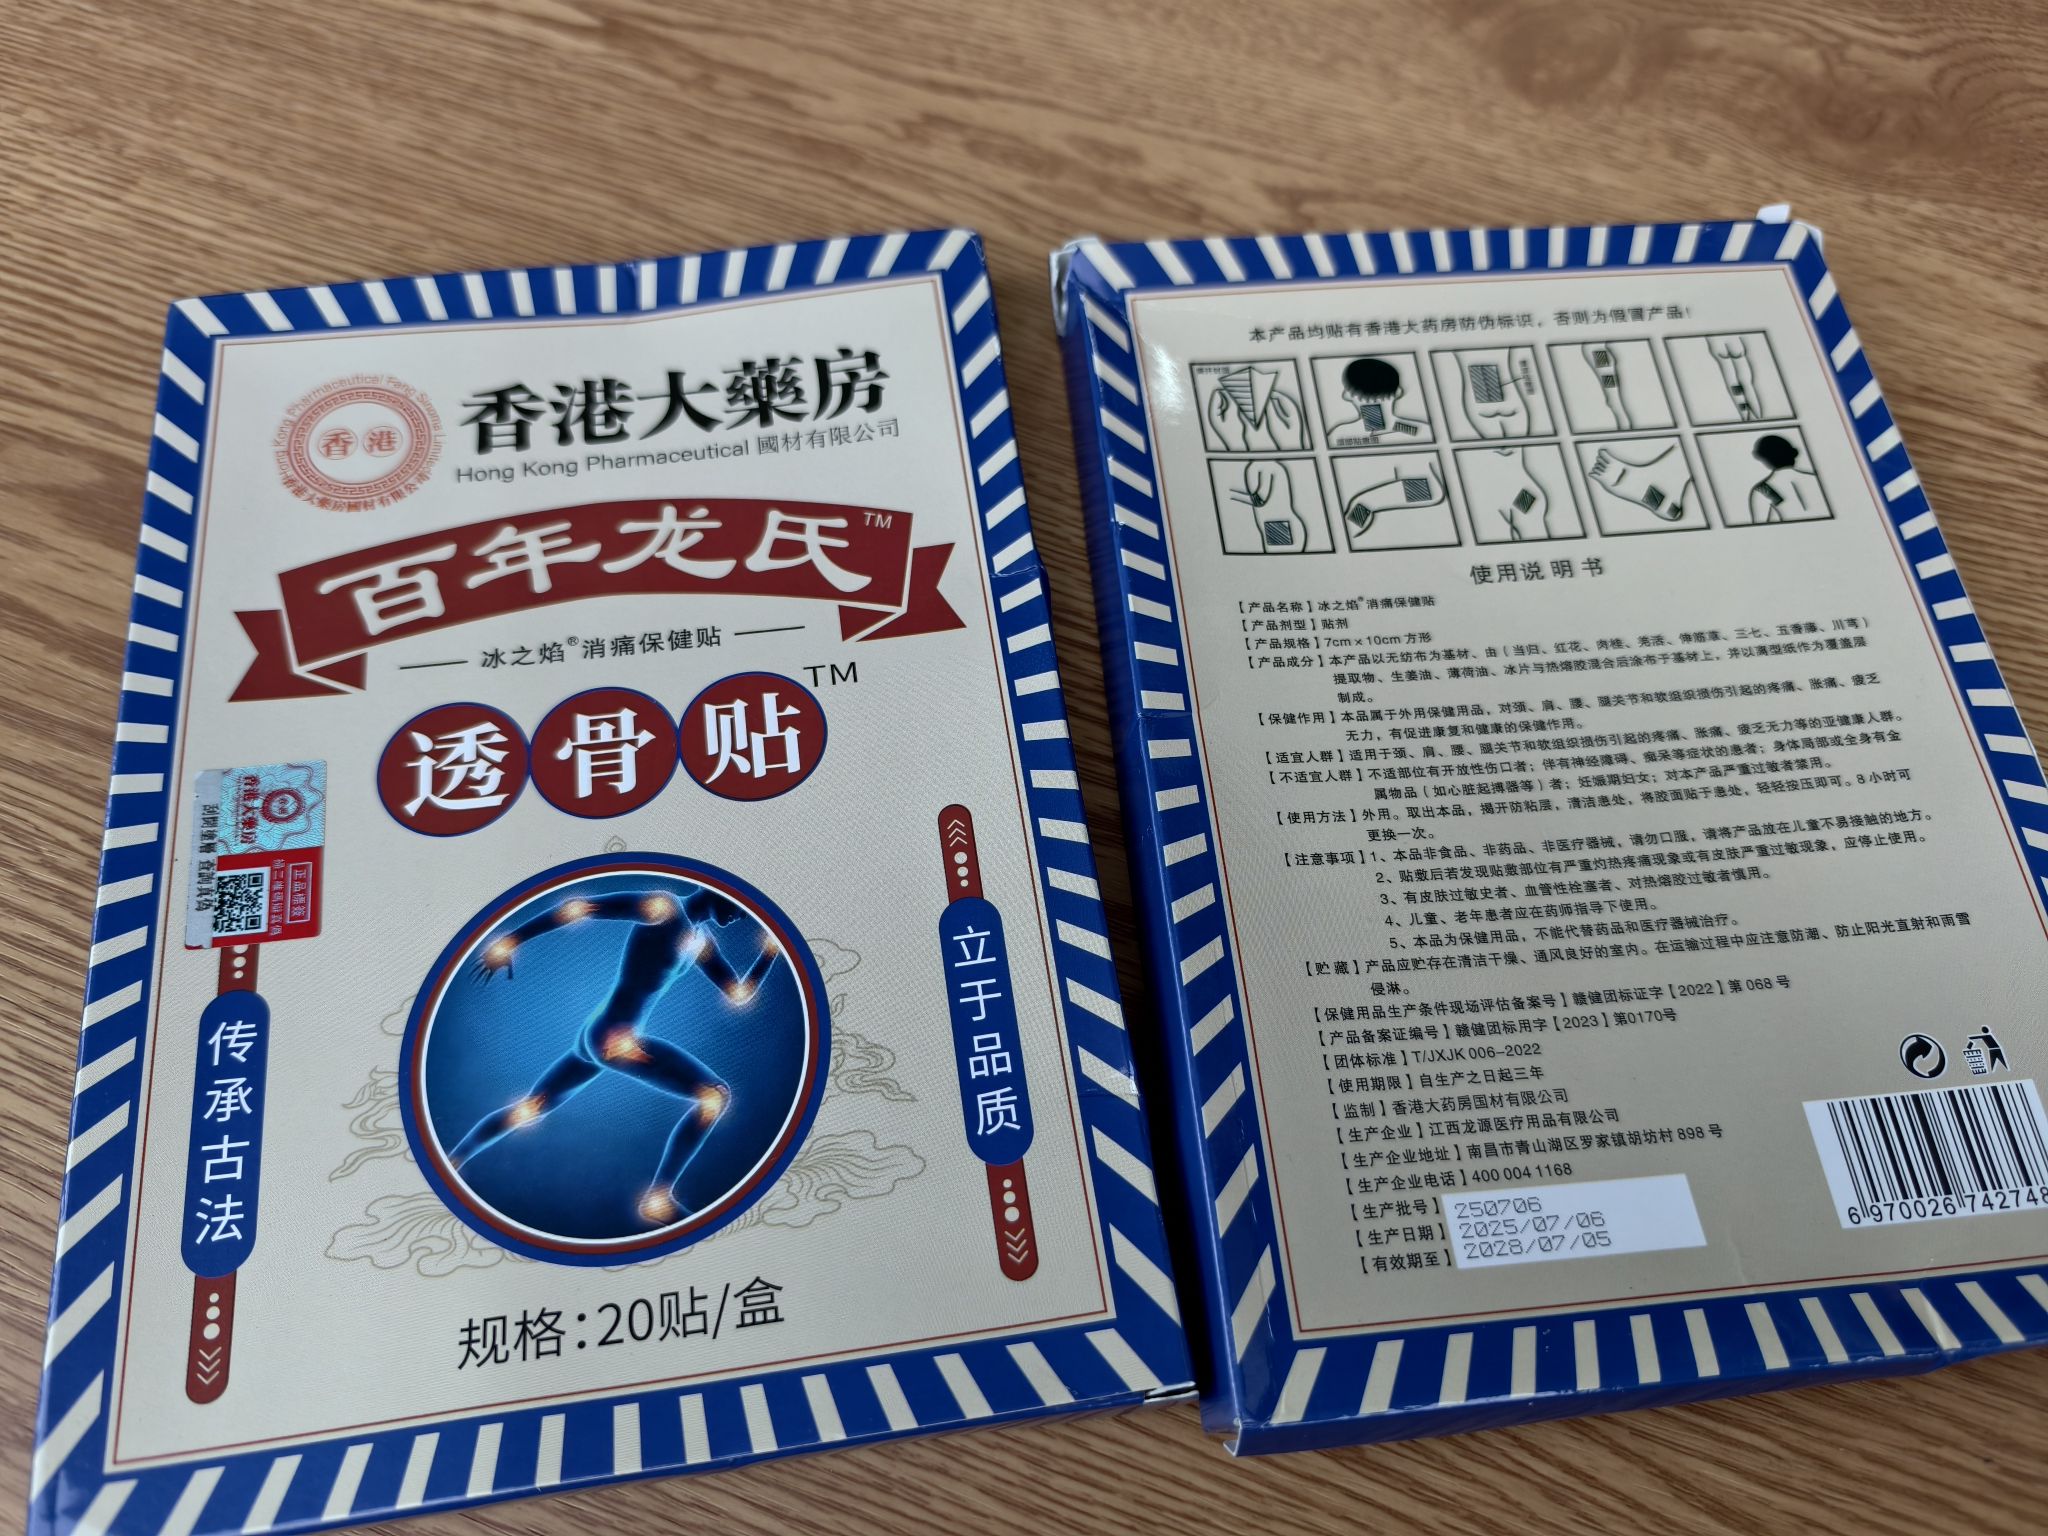 香港大藥房
Hong Kong Pharmaceutical 國材有限公司
香港
百年龙氏™
冰之焰®消痛保健贴
透骨贴™
香港大藥房
刮開塗層 查詢真偽
正品標簽
传承古法
立于品质
规格：20贴/盒
本产品均贴有香港大药房防伪标识，否则为假冒产品！
使用说明书
【产品名称】冰之焰®消痛保健贴
【产品剂型】贴剂
【产品规格】7cm×10cm 方形
【产品成分】本产品以无纺布为基材、由（当归、红花、肉桂、羌活、伸筋草、三七、五香藤、川芎）
提取物、生姜油、薄荷油、冰片与热熔胶混合后涂布于基材上，并以离型纸作为覆盖层
制成。
【保健作用】本品属于外用保健用品，对颈、肩、腰、腿关节和软组织损伤引起的疼痛、胀痛、疲乏
无力，有促进康复和健康的保健作用。
【适宜人群】适用于颈、肩、腰、腿关节和软组织损伤引起的疼痛、胀痛、疲乏无力等的亚健康人群。
【不适宜人群】不适部位有开放性伤口者；伴有神经障碍、痴呆等症状的患者；身体局部或全身有金
属物品（如心脏起搏器等）者；妊娠期妇女；对本产品严重过敏者禁用。
【使用方法】外用。取出本品，揭开防粘层，清洁患处，将胶面贴于患处，轻轻按压即可。8小时可
更换一次。
【注意事项】1、本品非食品、非药品、非医疗器械，请勿口服，请将产品放在儿童不易接触的地方。
2、贴敷后若发现贴敷部位有严重灼热疼痛现象或有皮肤严重过敏现象，应停止使用。
3、有皮肤过敏史者、血管性栓塞者、对热熔胶过敏者慎用。
4、儿童、老年患者应在药师指导下使用。
5、本品为保健用品，不能代替药品和医疗器械治疗。
【贮藏】产品应贮存在清洁干燥、通风良好的室内。在运输过程中应注意防潮、防止阳光直射和雨雪
侵淋。
【保健用品生产条件现场评估备案号】赣健团标证字【2022】第 068 号
【产品备案证编号】赣健团标用字【2023】第0170号
【团体标准】T/JXJK 006-2022
【使用期限】自生产之日起三年
【监制】香港大药房国材有限公司
【生产企业】江西龙源医疗用品有限公司
【生产企业地址】南昌市青山湖区罗家镇胡坊村 898 号
【生产企业电话】400 004 1168
【生产批号】250706
【生产日期】2025/07/06
【有效期至】2028/07/05
6 970026 742748